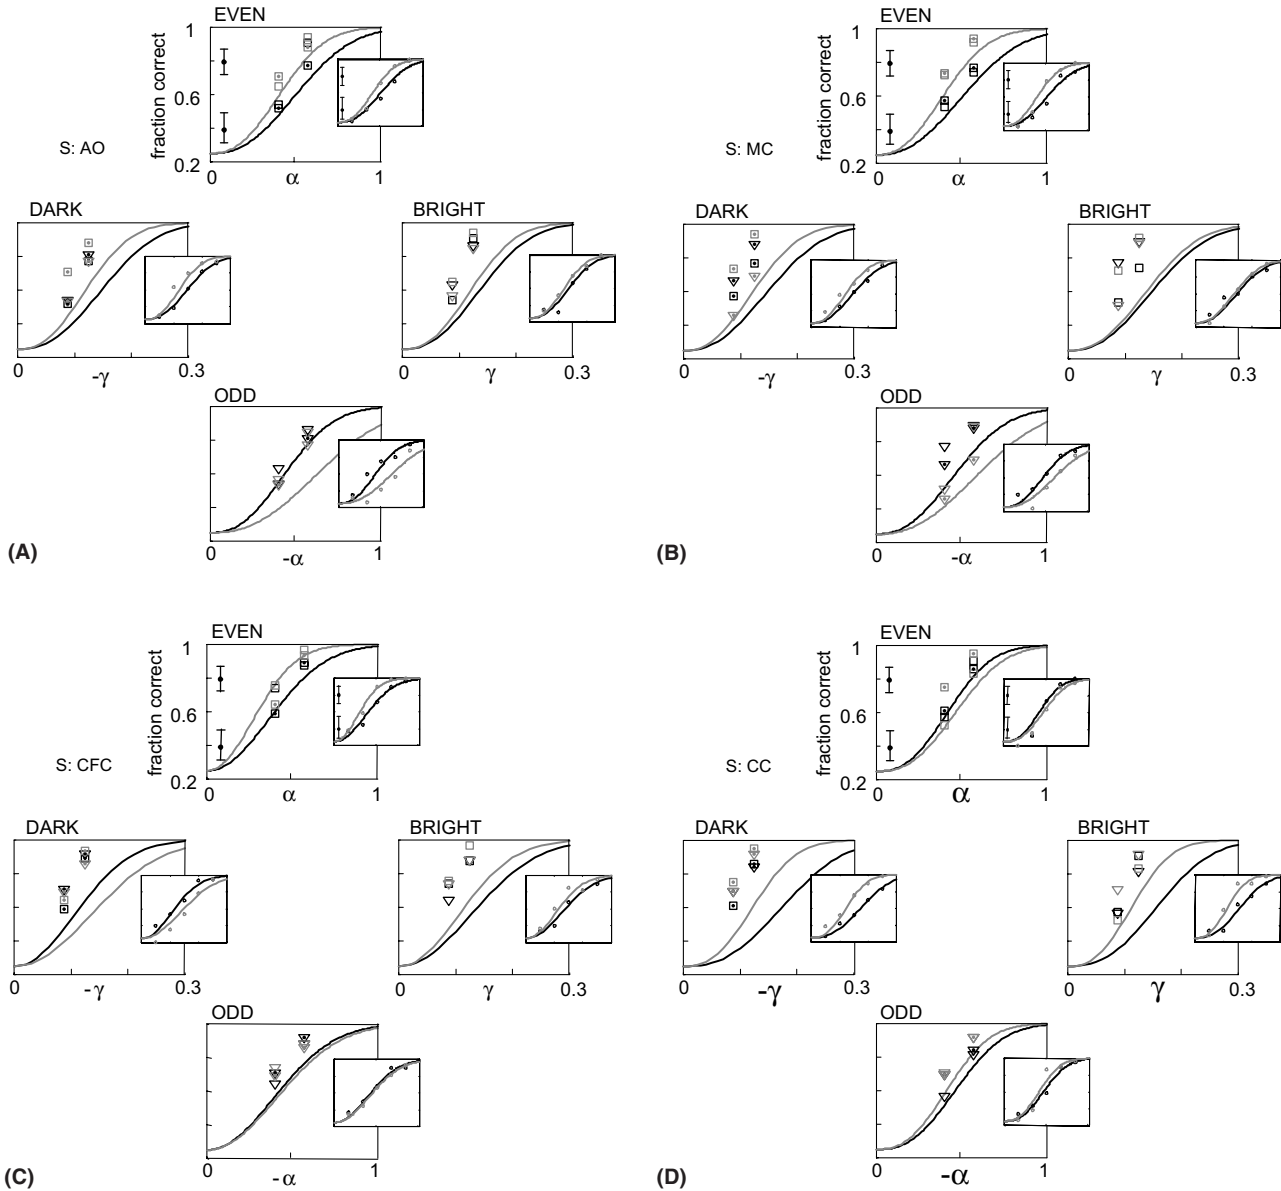 EVEN
1
fraction correct
0.6
0.2
0
α
1
S: AO
DARK
0
-γ
0.3
BRIGHT
0
γ
0.3
ODD
0
-α
1
(A)
EVEN
1
fraction correct
0.6
0.2
0
α
1
S: MC
DARK
0
-γ
0.3
BRIGHT
0
γ
0.3
ODD
0
-α
1
(B)
EVEN
1
fraction correct
0.6
0.2
0
α
1
S: CFC
DARK
0
-γ
0.3
BRIGHT
0
γ
0.3
ODD
0
-α
1
(C)
EVEN
1
fraction correct
0.6
0.2
0
α
1
S: CC
DARK
0
-γ
0.3
BRIGHT
0
γ
0.3
ODD
0
-α
1
(D)